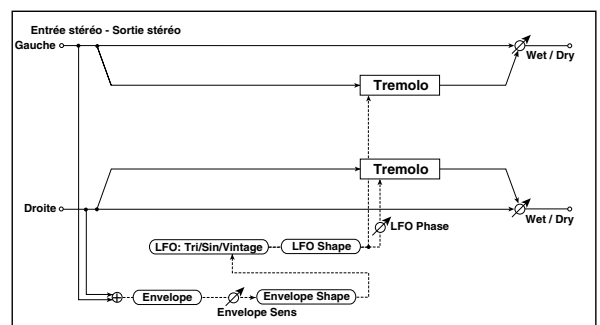 Entrée stéréo - Sortie stéréo
Gauche
Wet / Dry
Tremolo
Tremolo
Droite
Wet / Dry
LFO Phase
LFO: Tri/Sin/Vintage
LFO Shape
Envelope
Envelope Shape
Envelope Sens